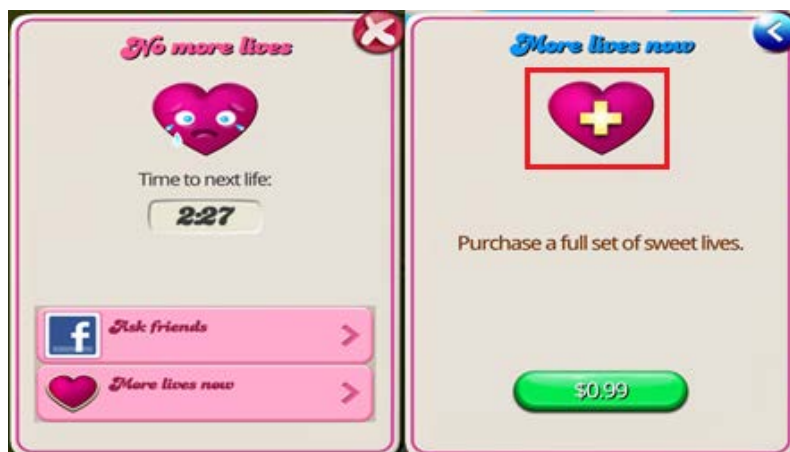 No more lives
Time to next life:
2:27
f
Ask friends
More lives now
More lives now
Purchase a full set of sweet lives.
$0.99